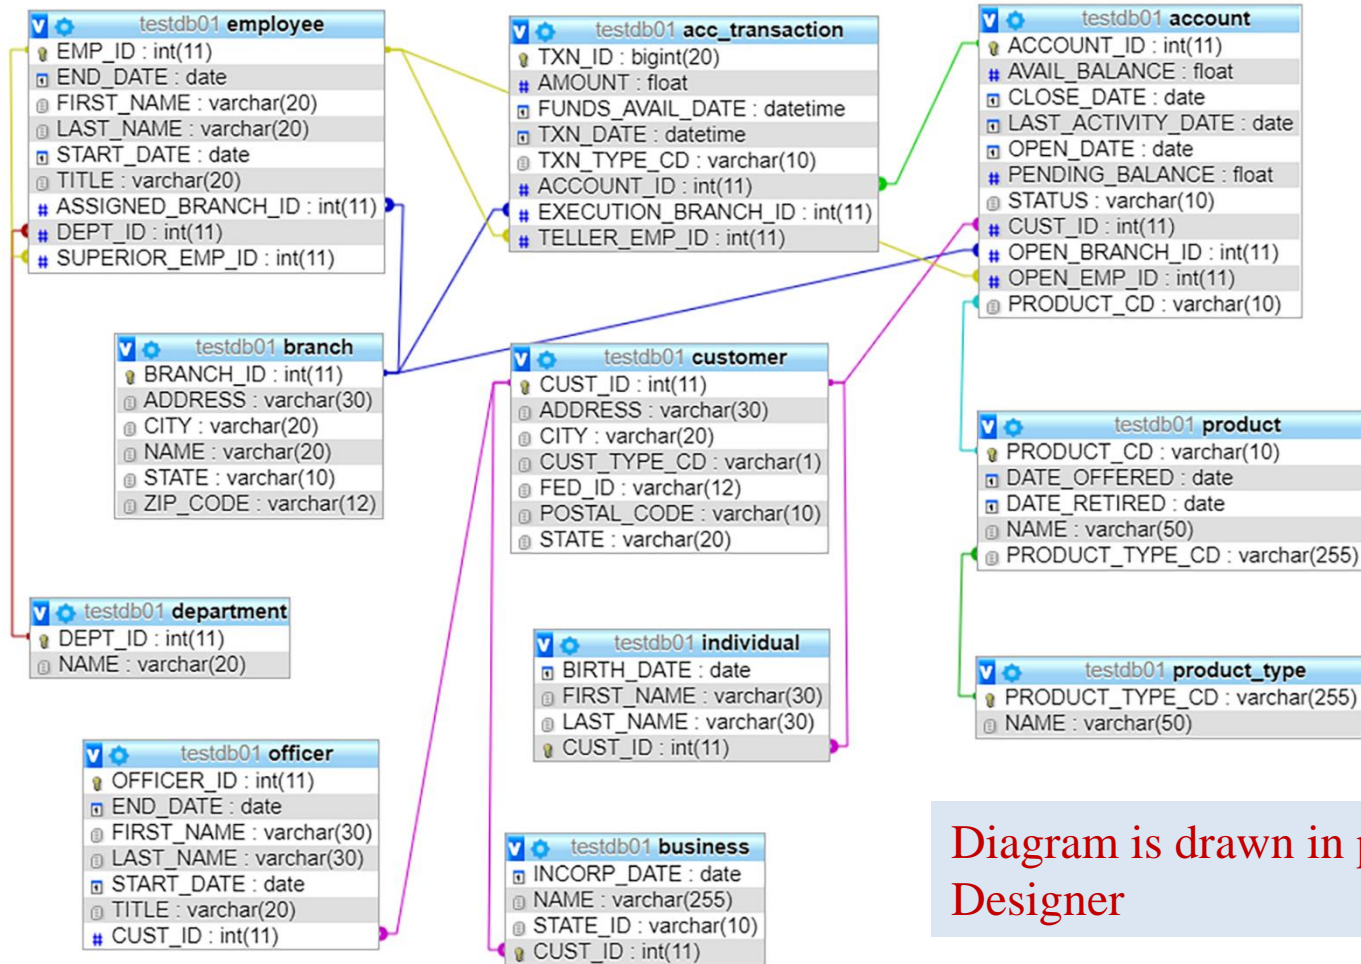 testdb01 employee
EMP_ID : int(11)
END_DATE : date
FIRST_NAME : varchar(20)
LAST_NAME : varchar(20)
START_DATE : date
TITLE : varchar(20)
# ASSIGNED_BRANCH_ID : int(11)
# DEPT_ID : int(11)
# SUPERIOR_EMP_ID : int(11)
testdb01 acc_transaction
TXN_ID : bigint(20)
# AMOUNT : float
FUNDS_AVAIL_DATE : datetime
TXN_DATE : datetime
TXN_TYPE_CD : varchar(10)
# ACCOUNT_ID : int(11)
# EXECUTION_BRANCH_ID : int(11)
# TELLER_EMP_ID : int(11)
testdb01 account
ACCOUNT_ID : int(11)
# AVAIL_BALANCE : float
CLOSE_DATE : date
LAST_ACTIVITY_DATE : date
OPEN_DATE : date
# PENDING_BALANCE : float
STATUS : varchar(10)
# CUST_ID : int(11)
# OPEN_BRANCH_ID : int(11)
# OPEN_EMP_ID : int(11)
PRODUCT_CD : varchar(10)
testdb01 branch
BRANCH_ID : int(11)
ADDRESS : varchar(30)
CITY : varchar(20)
NAME : varchar(20)
STATE : varchar(10)
ZIP_CODE : varchar(12)
testdb01 customer
CUST_ID : int(11)
ADDRESS : varchar(30)
CITY : varchar(20)
CUST_TYPE_CD : varchar(1)
FED_ID : varchar(12)
POSTAL_CODE : varchar(10)
STATE : varchar(20)
testdb01 product
PRODUCT_CD : varchar(10)
DATE_OFFERED : date
DATE_RETIRED : date
NAME : varchar(50)
PRODUCT_TYPE_CD : varchar(255)
testdb01 department
DEPT_ID : int(11)
NAME : varchar(20)
testdb01 individual
BIRTH_DATE : date
FIRST_NAME : varchar(30)
LAST_NAME : varchar(30)
CUST_ID : int(11)
testdb01 product_type
PRODUCT_TYPE_CD : varchar(255)
NAME : varchar(50)
testdb01 officer
OFFICER_ID : int(11)
END_DATE : date
FIRST_NAME : varchar(30)
LAST_NAME : varchar(30)
START_DATE : date
TITLE : varchar(20)
# CUST_ID : int(11)
testdb01 business
INCORP_DATE : date
NAME : varchar(255)
STATE_ID : varchar(10)
CUST_ID : int(11)
Diagram is drawn in
Designer